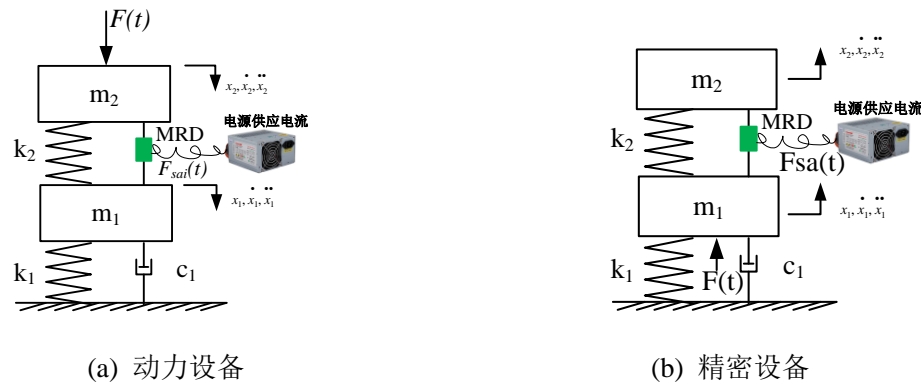 F(t)
m₂
x₂, ẋ₂, ẍ₂
电源供应电流
MRD
k₂
F_sai(t)
m₁
x₁, ẋ₁, ẍ₁
k₁
c₁
(a) 动力设备
m₂
x₂, ẋ₂, ẍ₂
电源供应电流
MRD
k₂
Fsa(t)
m₁
x₁, ẋ₁, ẍ₁
k₁
F(t)
c₁
(b) 精密设备